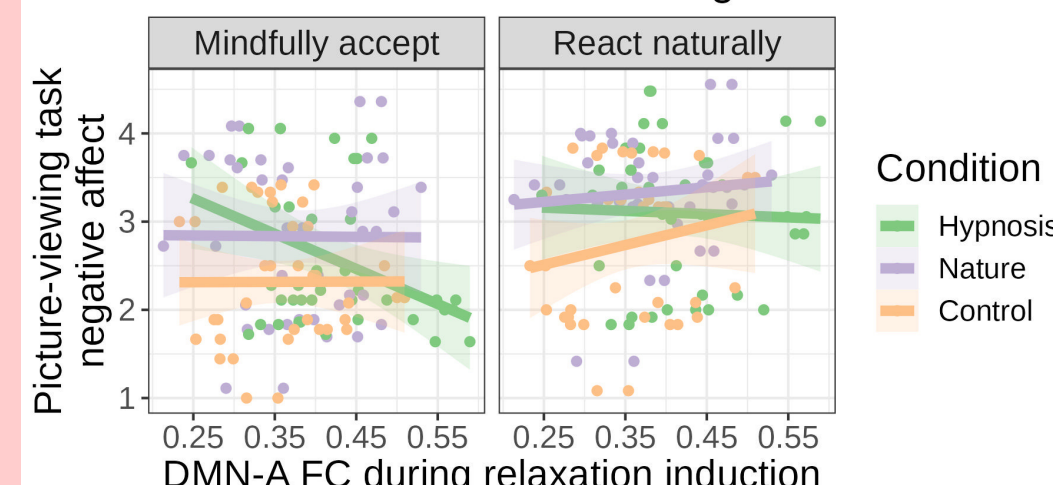 Mindfully accept
React naturally
Picture-viewing task
negative affect
4
3
2
1
0.25 0.35 0.45 0.55
0.25 0.35 0.45 0.55
DMN-A FC during relaxation induction
Condition
Hypnosis
Nature
Control